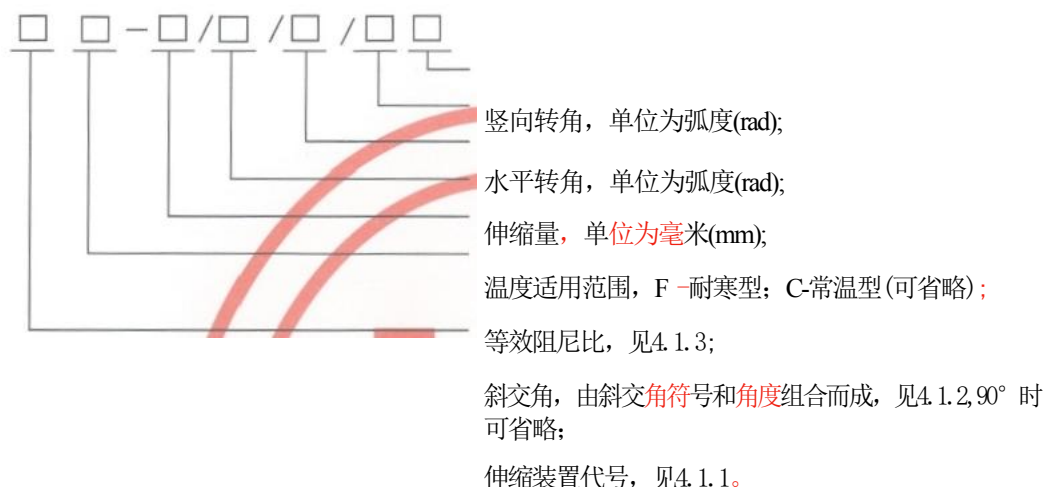 □ □-□/□/□/□ □
竖向转角，单位为弧度(rad);
水平转角，单位为弧度(rad);
伸缩量，单位为毫米(mm);
温度适用范围，F -耐寒型；C-常温型(可省略);
等效阻尼比，见4.1.3;
斜交角，由斜交角符号和角度组合而成，见4.1.2,90°时
可省略；
伸缩装置代号，见4.1.1。